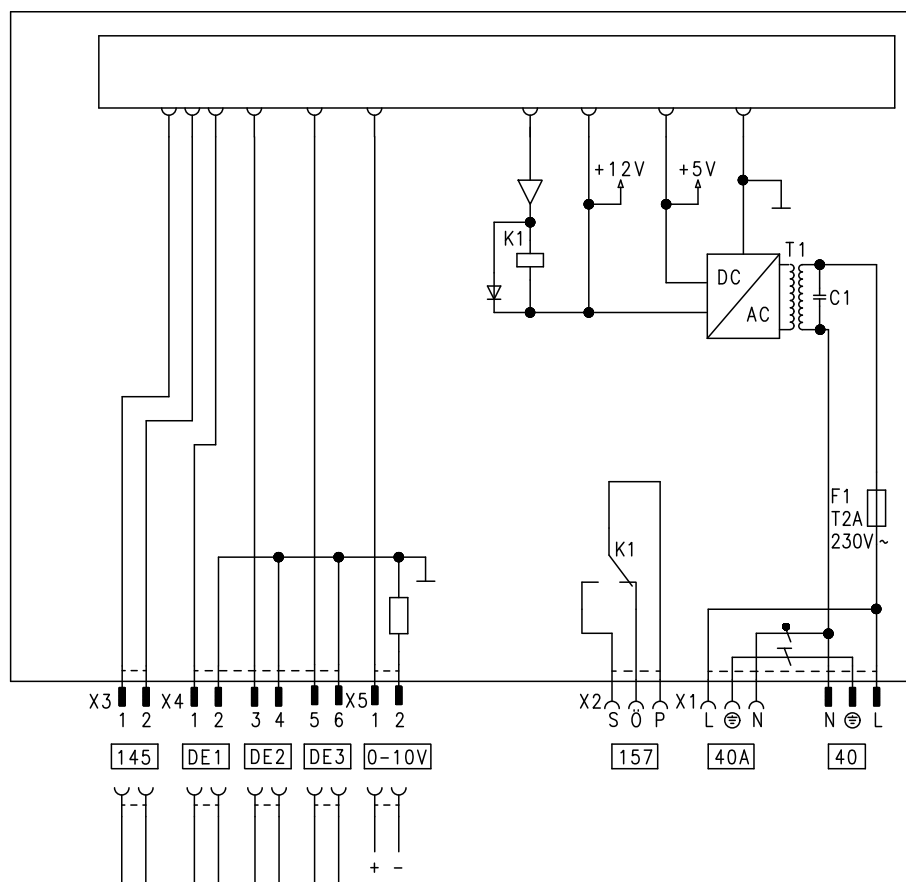 +12V
+5V
K1
T1
DC
AC
C1
F1
T2A
230V~
K1
X3
X4
X5
X2
X1
1 2 1 2 3 4 5 6 1 2
S Ö P L N N L
145 DE1 DE2 DE3 0-10V 157 40A 40
+ -